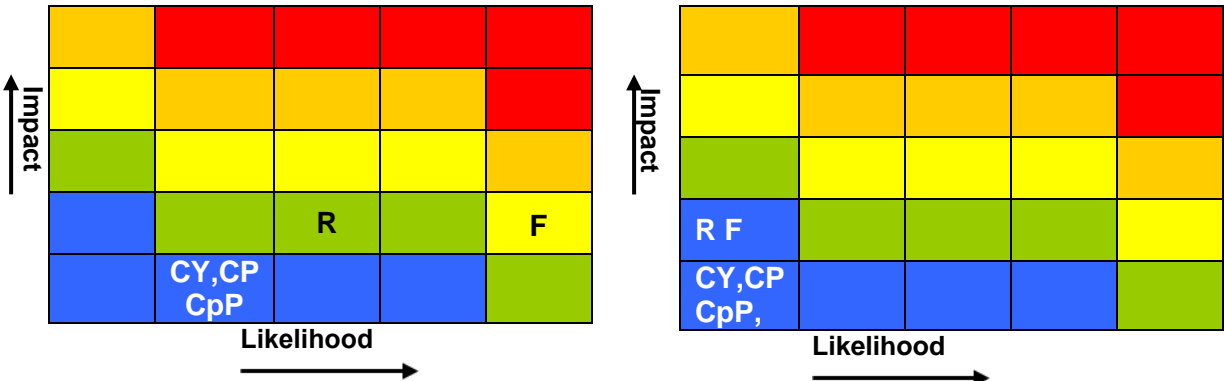 Impact
R
F
CY,CP
CpP
Likelihood
Impact
R F
CY,CP
CpP,
Likelihood